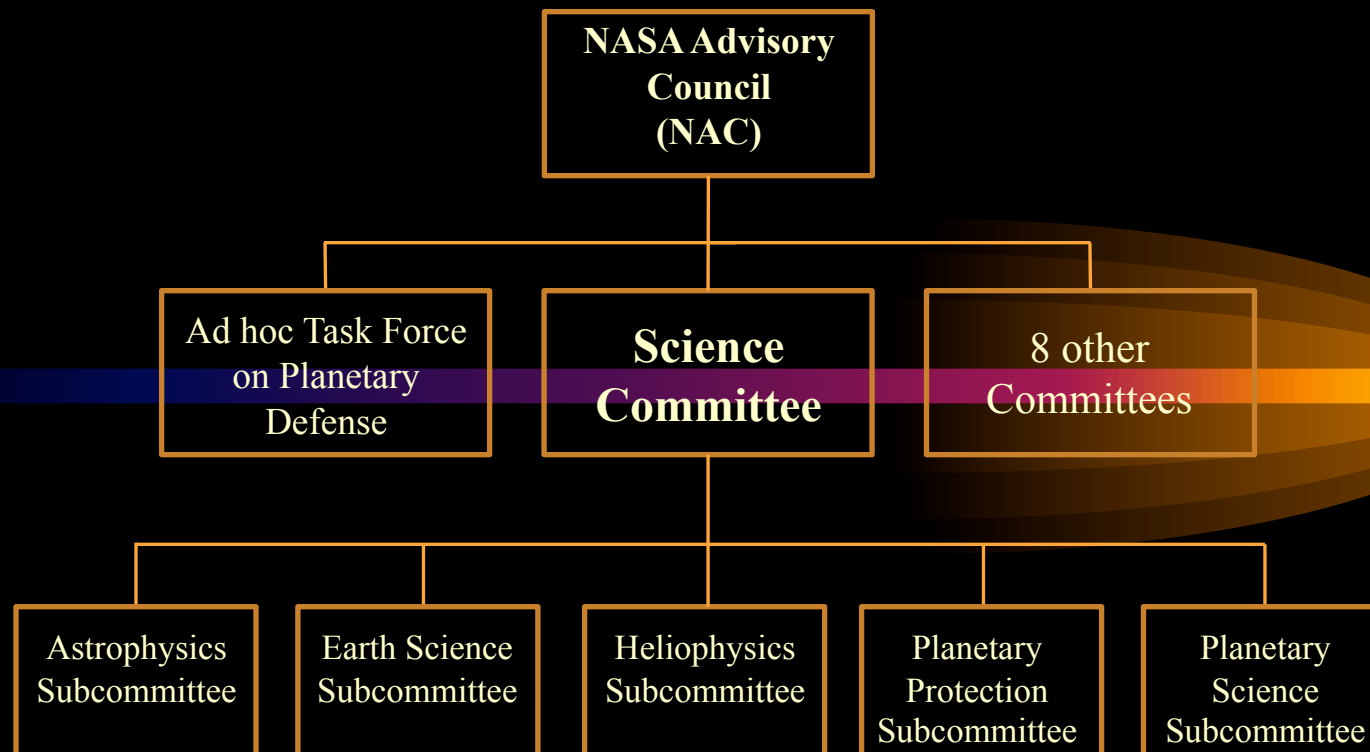 NASA Advisory
Council
(NAC)
Ad hoc Task Force
on Planetary
Defense
Science
Committee
8 other
Committees
Astrophysics
Subcommittee
Earth Science
Subcommittee
Heliophysics
Subcommittee
Planetary
Protection
Subcommittee
Planetary
Science
Subcommittee